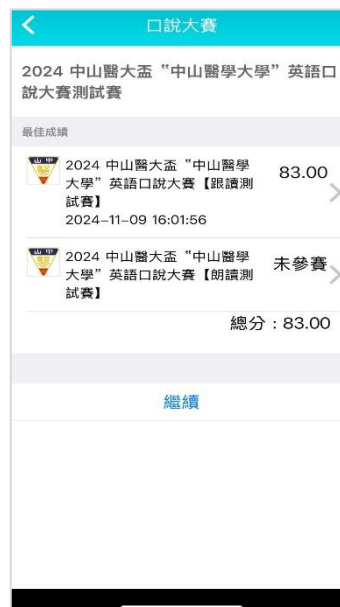 口說大賽
2024 中山醫大盃“中山醫學大學”英語口
說大賽測試賽
最佳成績
2024 中山醫大盃“中山醫學
大學”英語口說大賽【跟讀測
試賽】
83.00
2024-11-09 16:01:56
2024 中山醫大盃“中山醫學
大學”英語口說大賽【朗讀測
試賽】
未參賽
總分：83.00
繼續